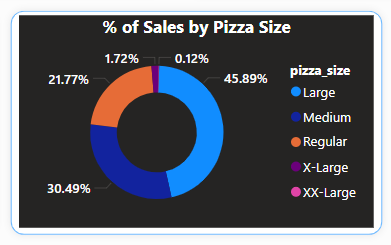 % of Sales by Pizza Size
1.72%
0.12%
21.77%
45.89%
30.49%
pizza_size
Large
Medium
Regular
X-Large
XX-Large